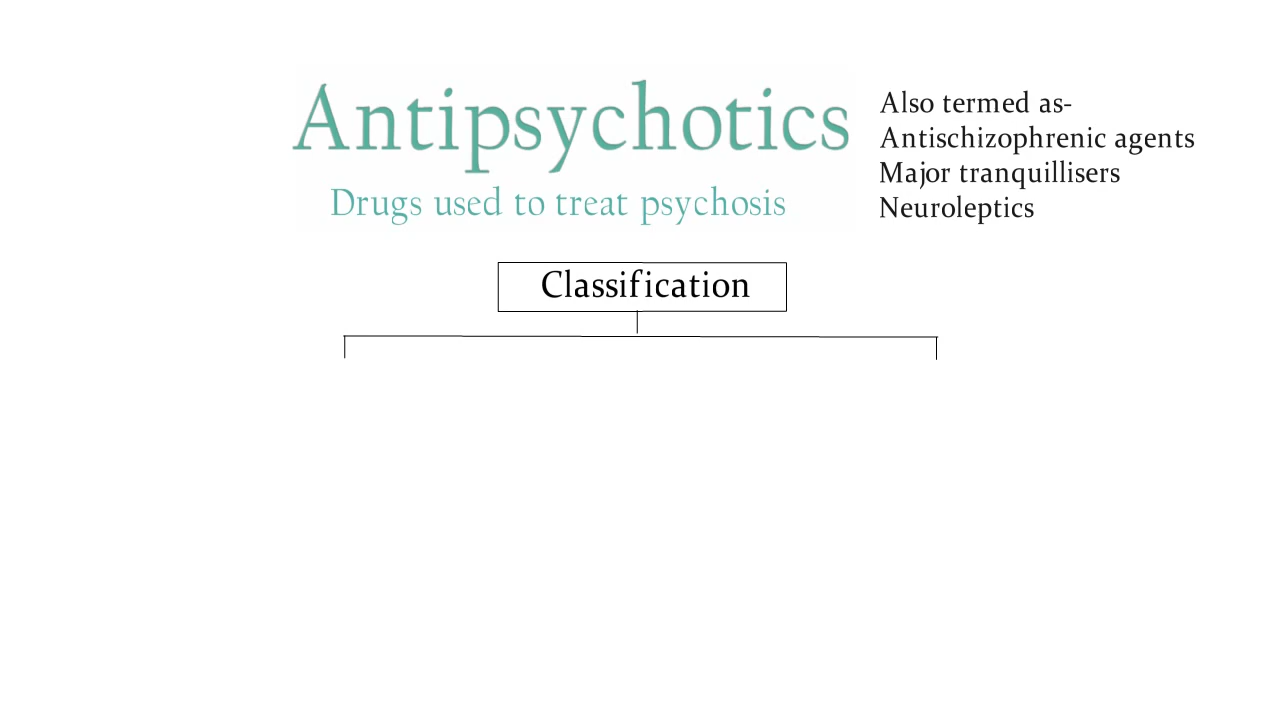 Antipsychotics
Drugs used to treat psychosis
Also termed as-
Antischizophrenic agents
Major tranquillisers
Neuroleptics
Classification